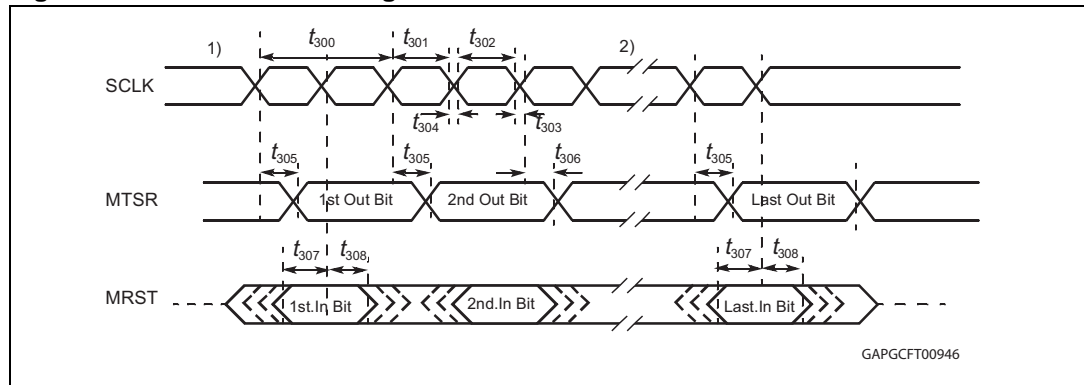 1)
t300
t301
t302
2)
SCLK
t304
t303
t305
t305
t306
t305
MTSR
1st Out Bit
2nd Out Bit
Last Out Bit
t307
t308
t307
t308
MRST
1st.In Bit
2nd.In Bit
Last.In Bit
GAPGCFT00946